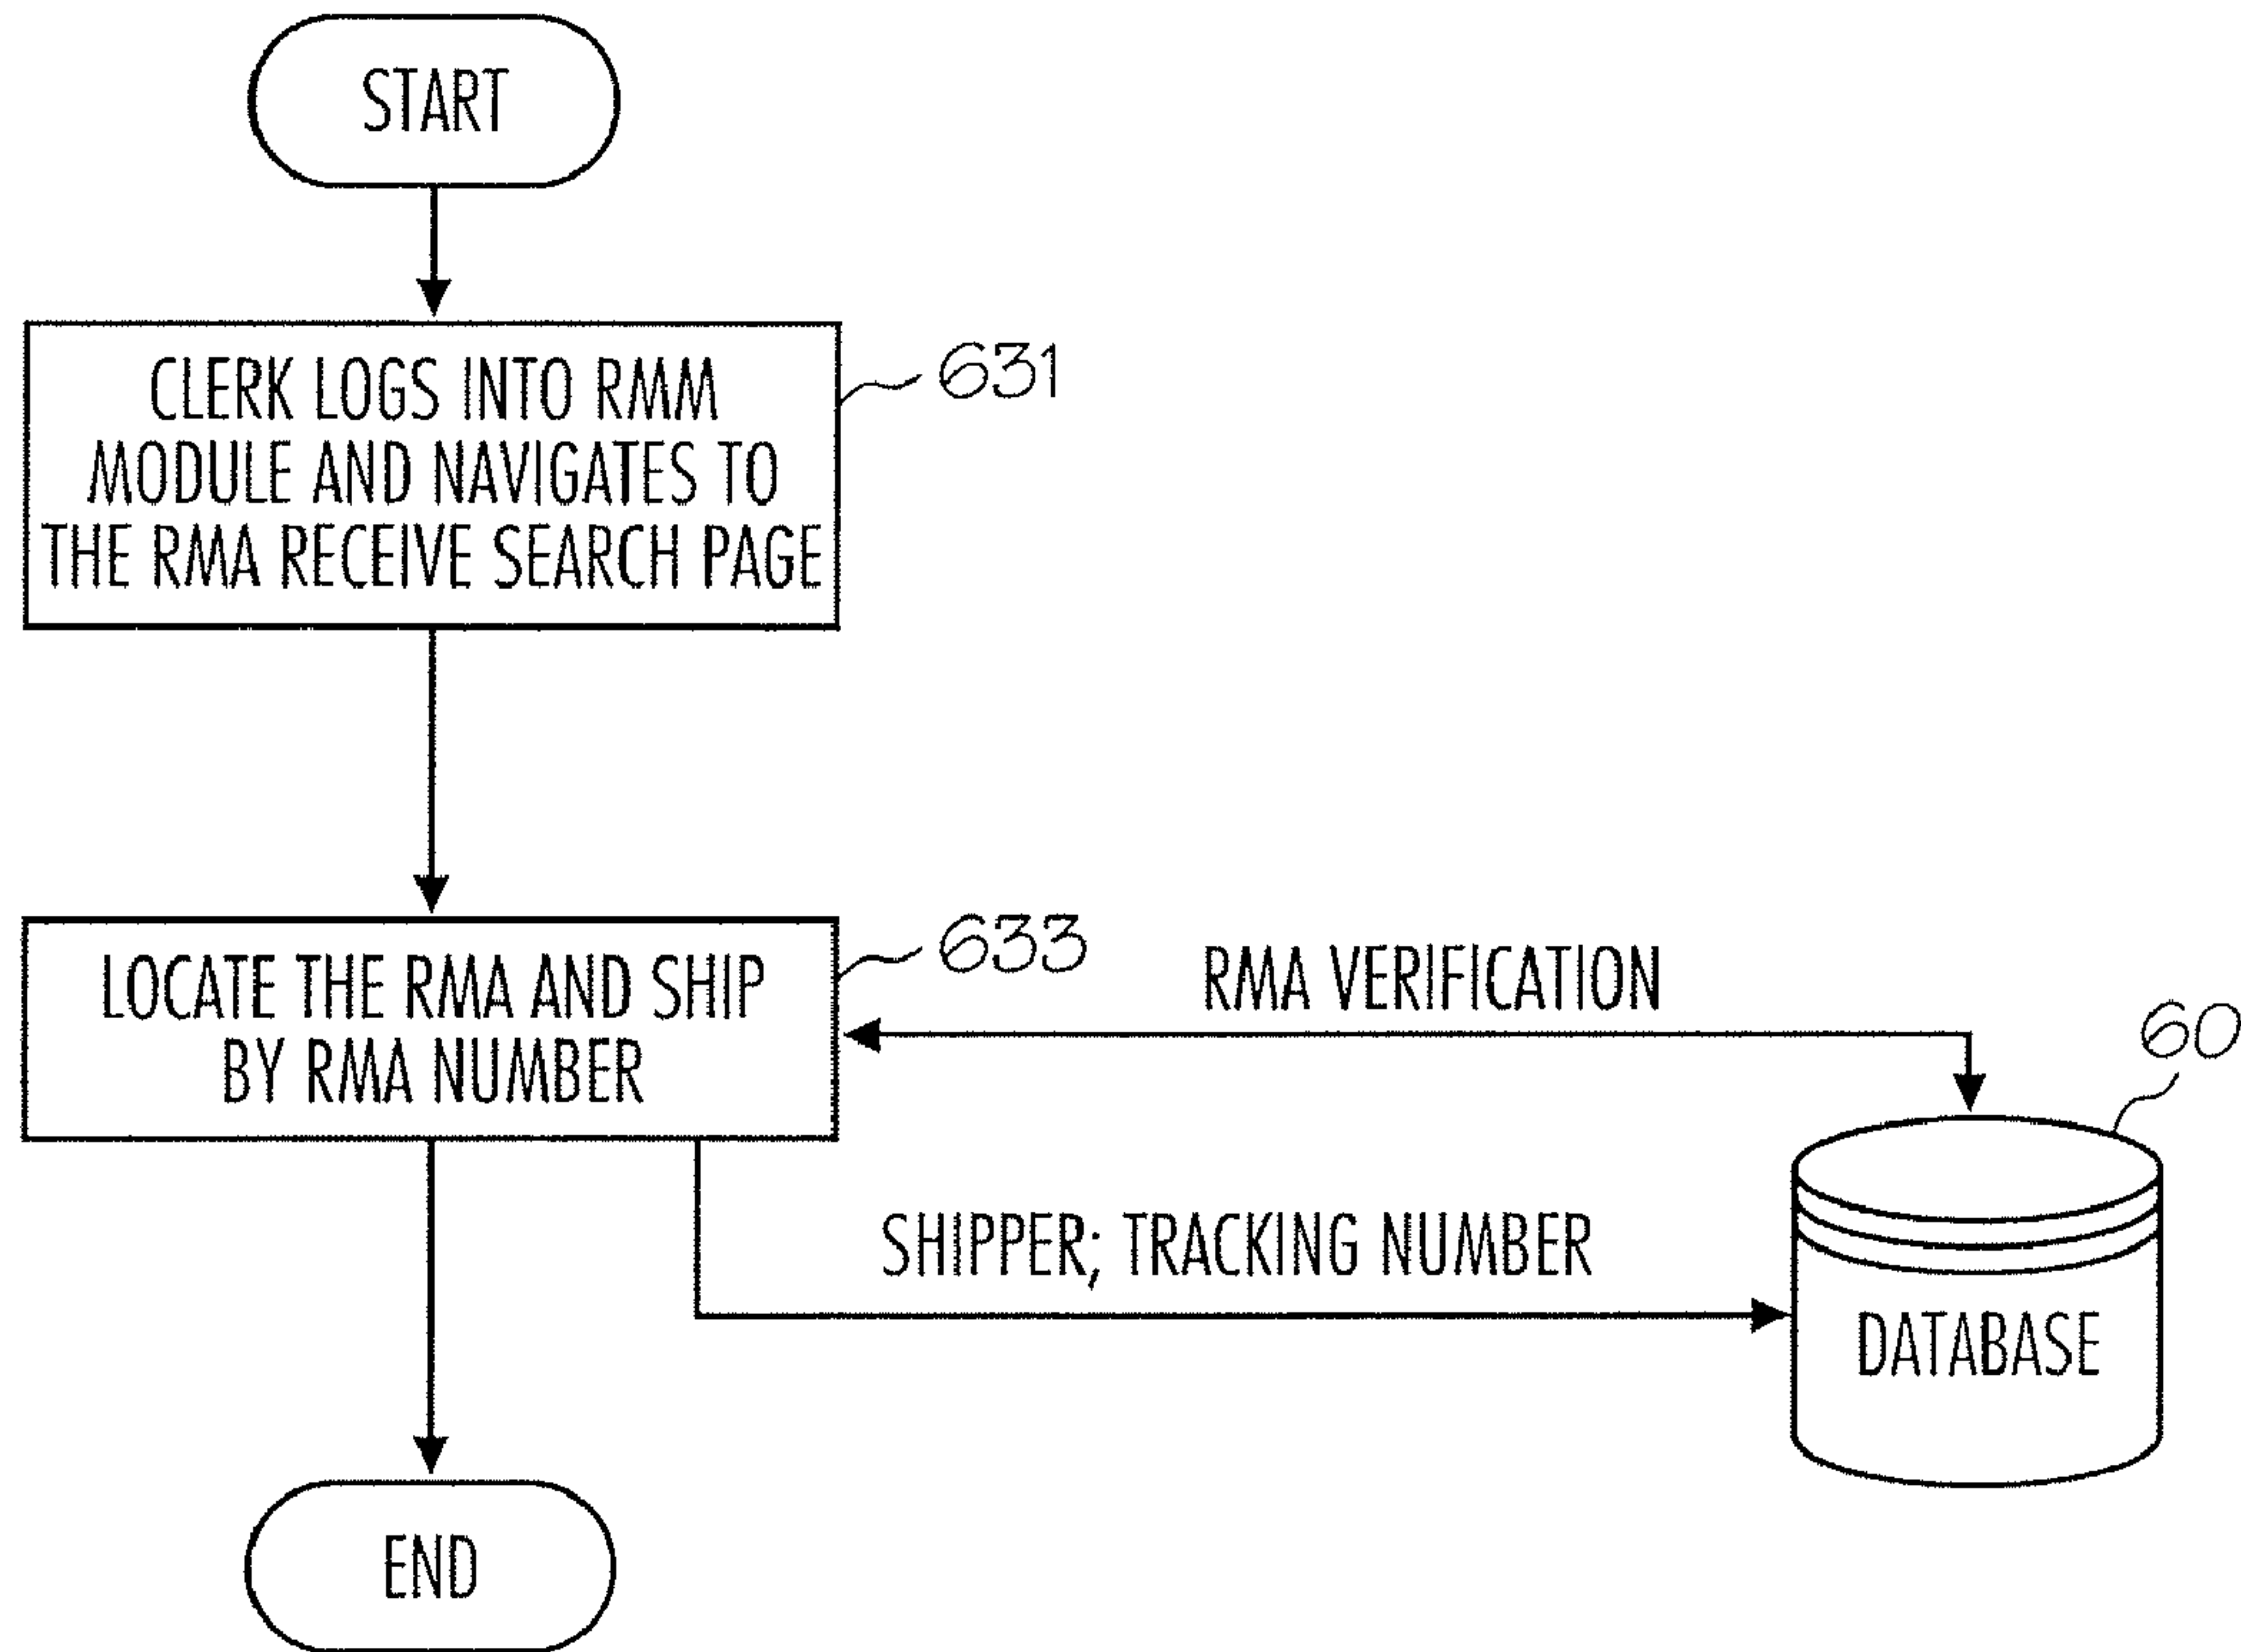 START
CLERK LOGS INTO RMM
MODULE AND NAVIGATES TO
THE RMA RECEIVE SEARCH PAGE
631
LOCATE THE RMA AND SHIP
BY RMA NUMBER
633
RMA VERIFICATION
60
SHIPPER; TRACKING NUMBER
DATABASE
END